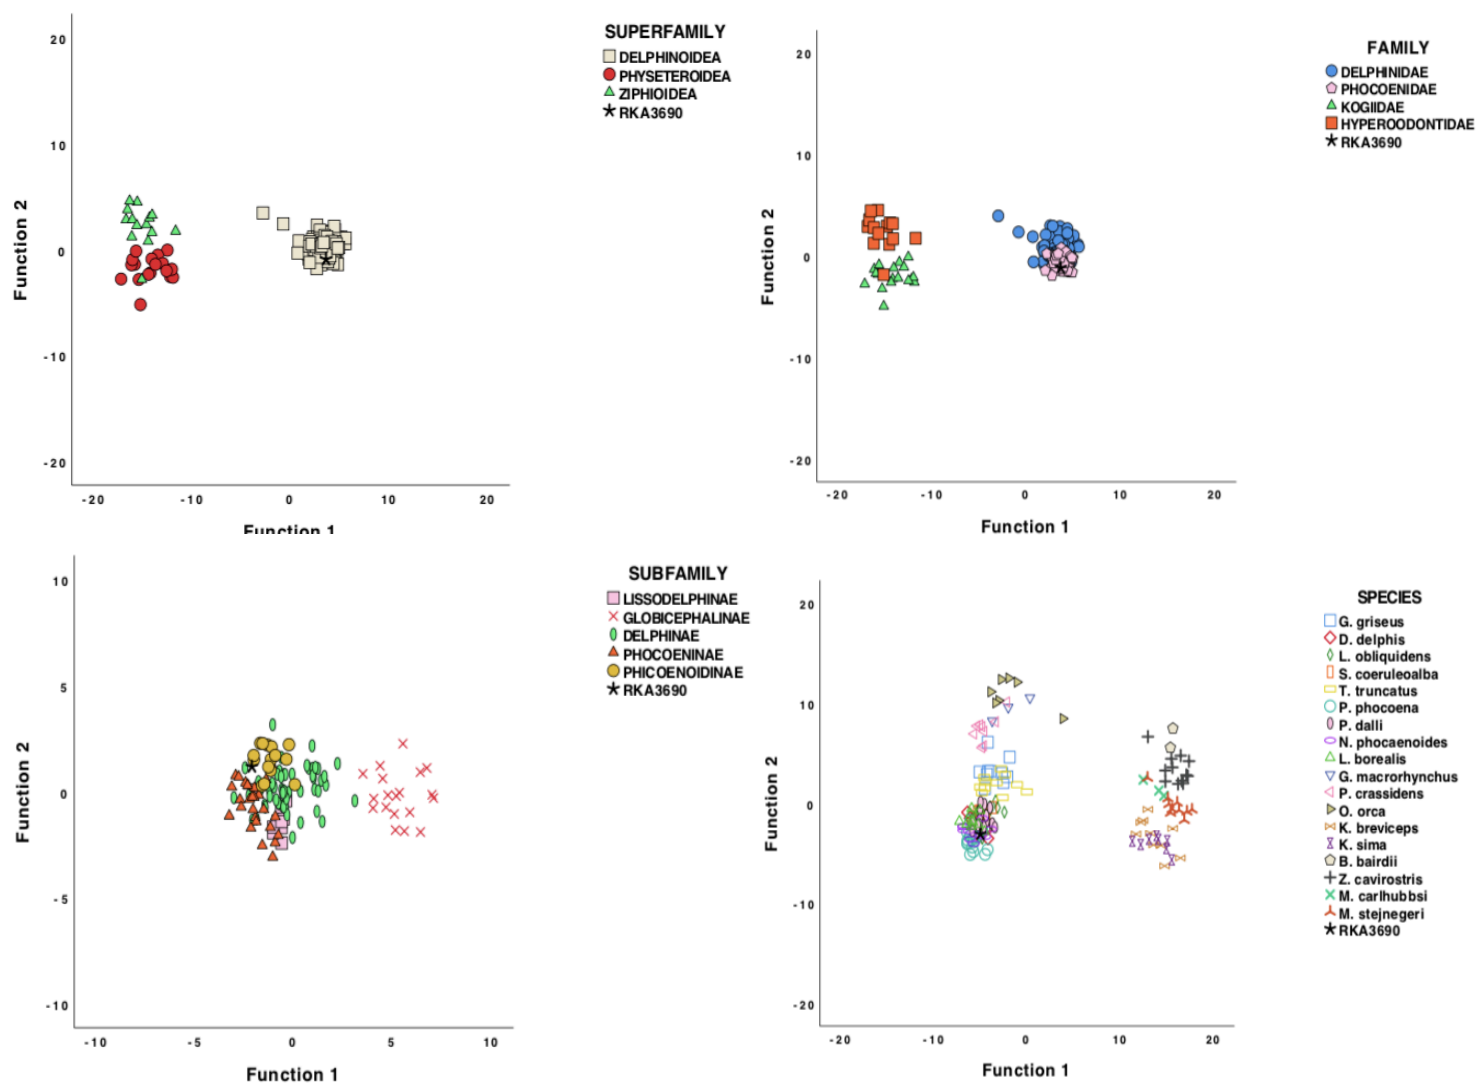 SUPERFAMILY
DELPHINOIDEA
PHYSETEROIDEA
ZIPHIOIDEA
RKA3690
20
10
0
-10
-20
Function 2
-20 -10 0 10 20
Function 1
FAMILY
DELPHINIDAE
PHOCOENIDAE
KOGIIDAE
HYPEROODONTIDAE
RKA3690
20
10
0
-10
-20
Function 2
-20 -10 0 10 20
Function 1
SUBFAMILY
LISSODELPHINAE
GLOBICEPHALINAE
DELPHINAE
PHOCOENINAE
PHICOENOIDINAE
RKA3690
10
5
0
-5
-10
Function 2
-10 -5 0 5 10
Function 1
SPECIES
G. griseus
D. delphis
L. obliquidens
S. coeruleoalba
T. truncatus
P. phocoena
P. dalli
N. phocaenoides
L. borealis
G. macrorhynchus
P. crassidens
O. orca
K. breviceps
K. sima
B. bairdii
Z. cavirostris
M. carlhubbsi
M. stejnegeri
RKA3690
20
10
0
-10
-20
Function 2
-20 -10 0 10 20
Function 1